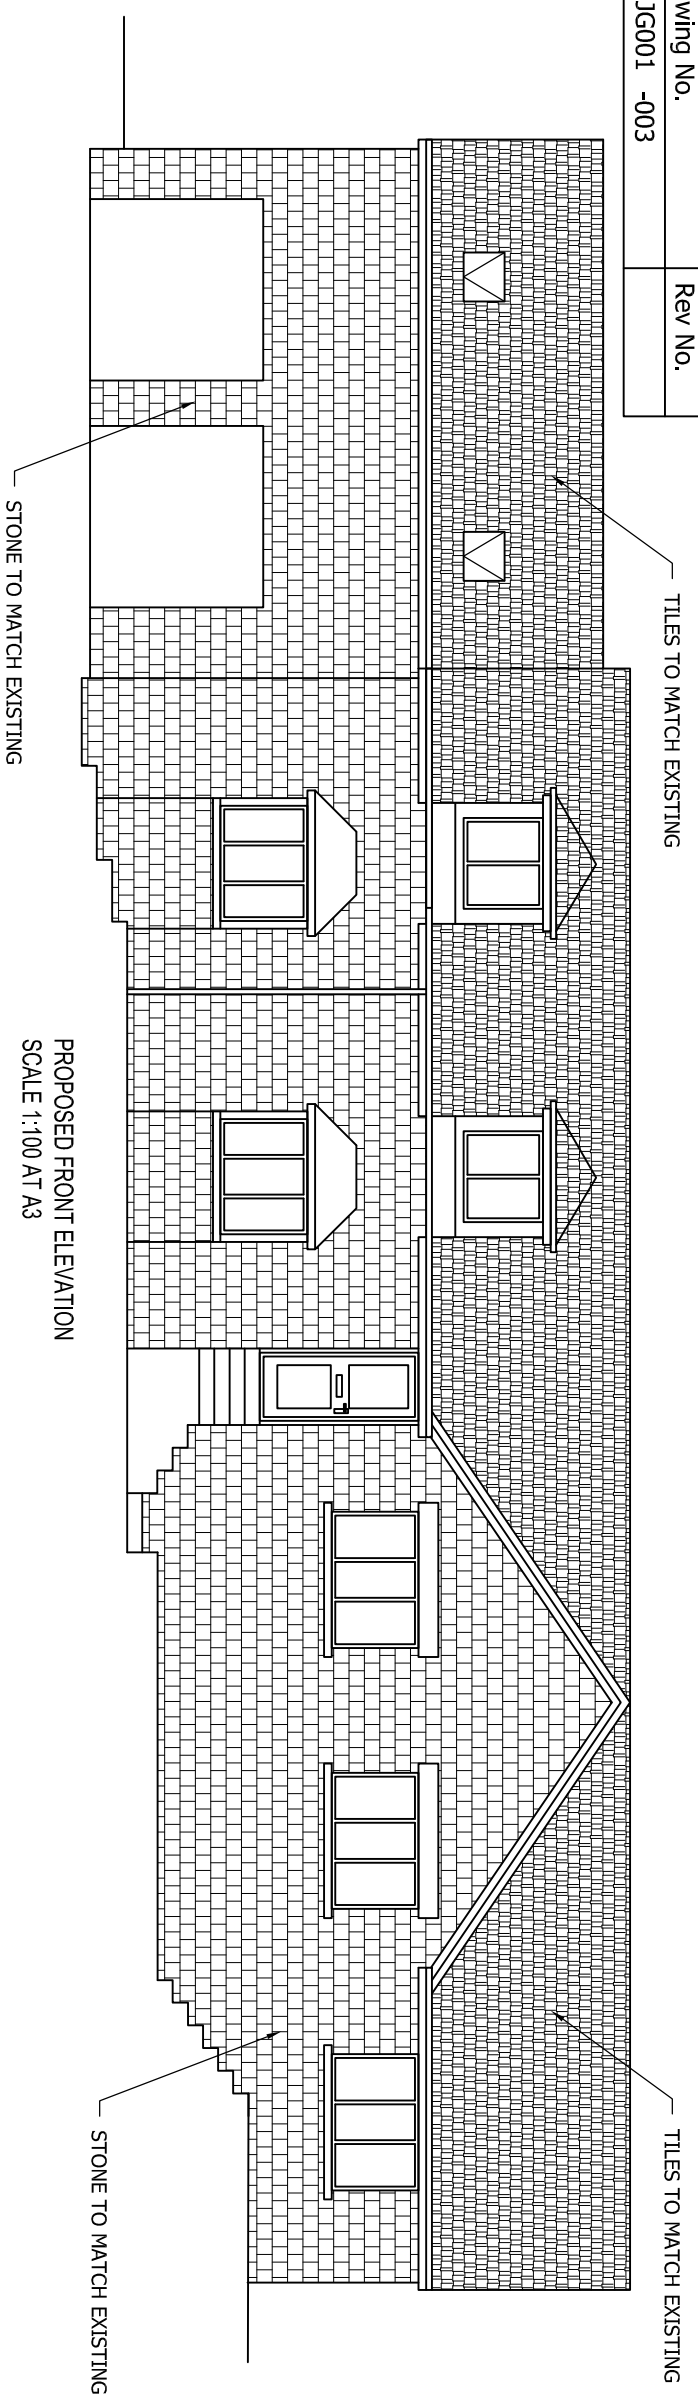 wing No.
Rev No.
JG001 -003
TILES TO MATCH EXISTING
TILES TO MATCH EXISTING
STONE TO MATCH EXISTING
STONE TO MATCH EXISTING
PROPOSED FRONT ELEVATION
SCALE 1:100 AT A3